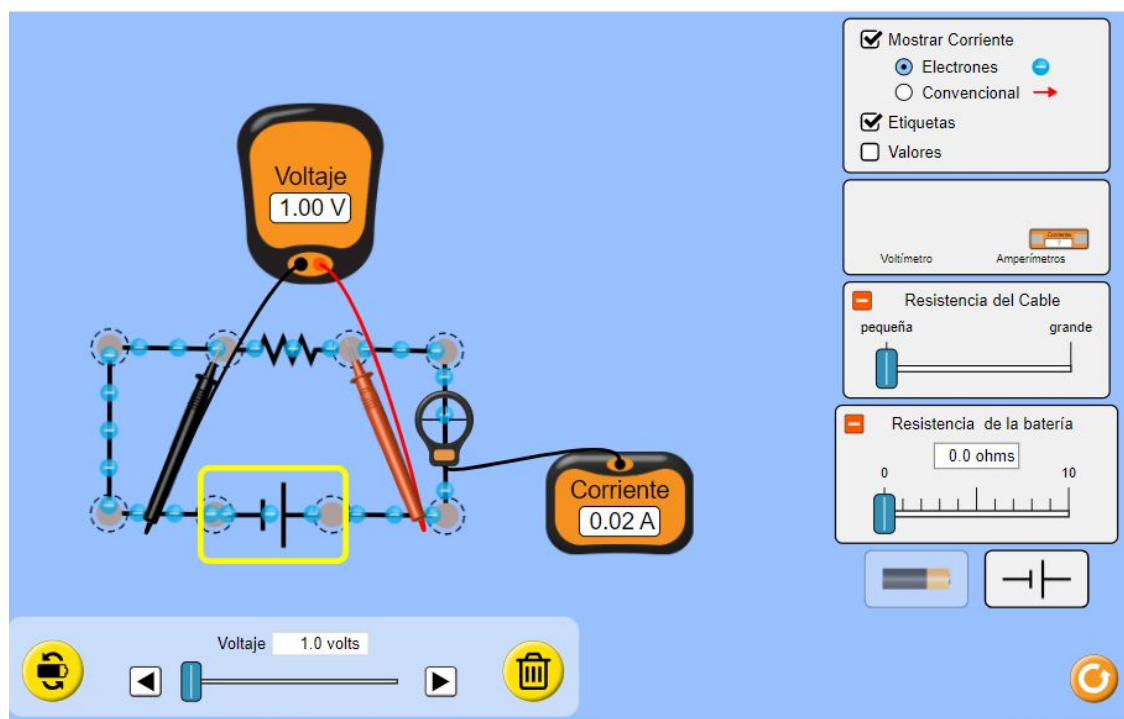 Mostrar Corriente
Electrones
Convencional
Etiquetas
Valores
Voltaje
1.00 V
Corriente
?
Voltímetro
Amperímetros
Resistencia del Cable
pequeña grande
Resistencia de la batería
0.0 ohms
0 10
Corriente
0.02 A
Voltaje 1.0 volts